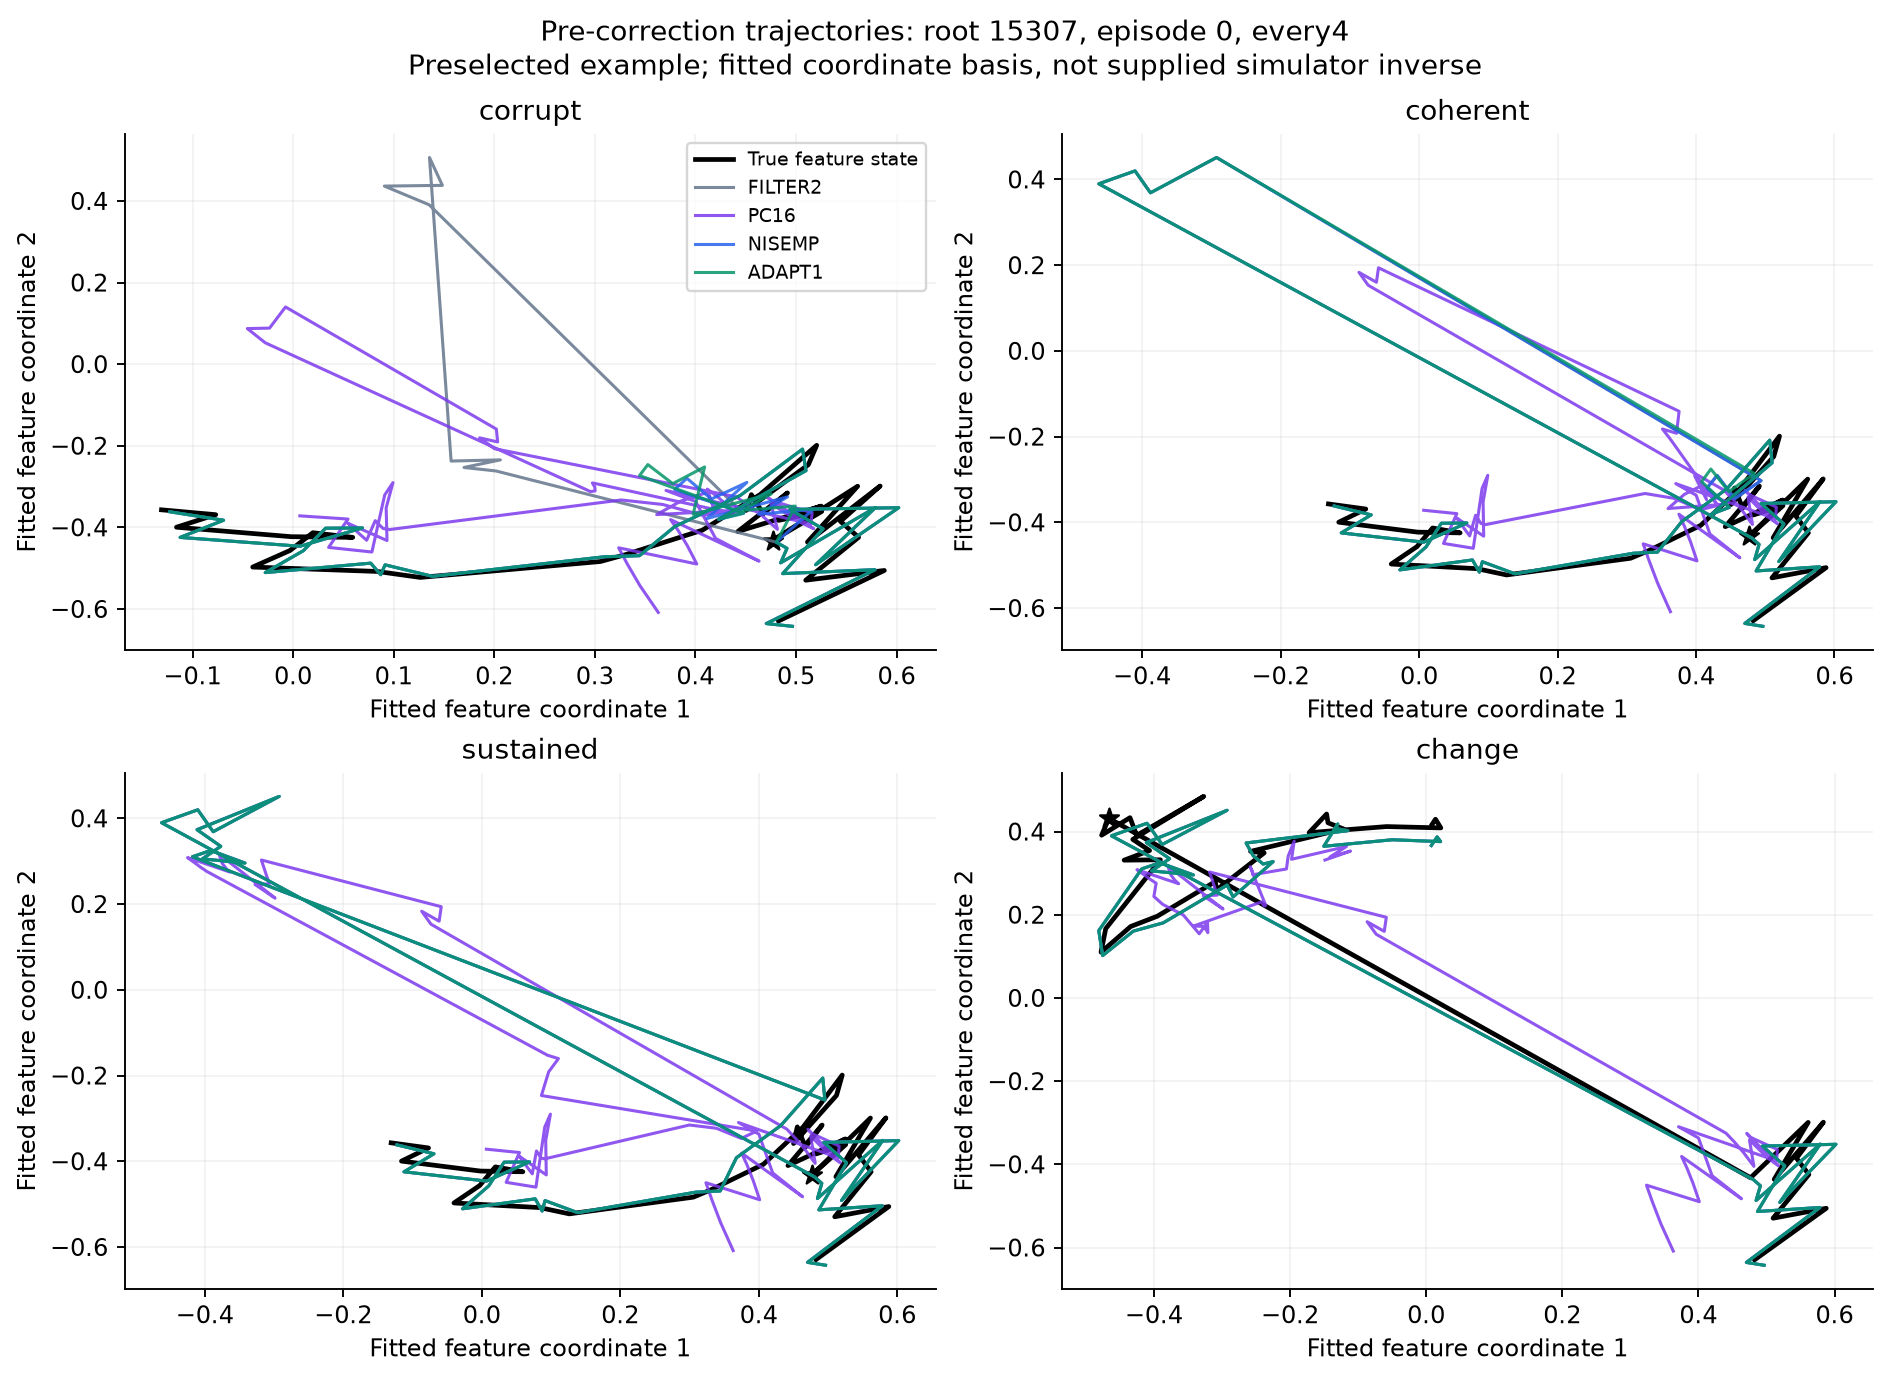 Pre-correction trajectories: root 15307, episode 0, every4
Preselected example; fitted coordinate basis, not supplied simulator inverse
corrupt
True feature state
FILTER2
PC16
NISEMP
ADAPT1
0.4
0.2
0.0
−0.2
−0.4
−0.6
Fitted feature coordinate 2
−0.1 0.0 0.1 0.2 0.3 0.4 0.5 0.6
Fitted feature coordinate 1
coherent
0.4
0.2
0.0
−0.2
−0.4
−0.6
Fitted feature coordinate 2
−0.4 −0.2 0.0 0.2 0.4 0.6
Fitted feature coordinate 1
sustained
0.4
0.2
0.0
−0.2
−0.4
−0.6
Fitted feature coordinate 2
−0.4 −0.2 0.0 0.2 0.4 0.6
Fitted feature coordinate 1
change
0.4
0.2
0.0
−0.2
−0.4
−0.6
Fitted feature coordinate 2
−0.4 −0.2 0.0 0.2 0.4 0.6
Fitted feature coordinate 1